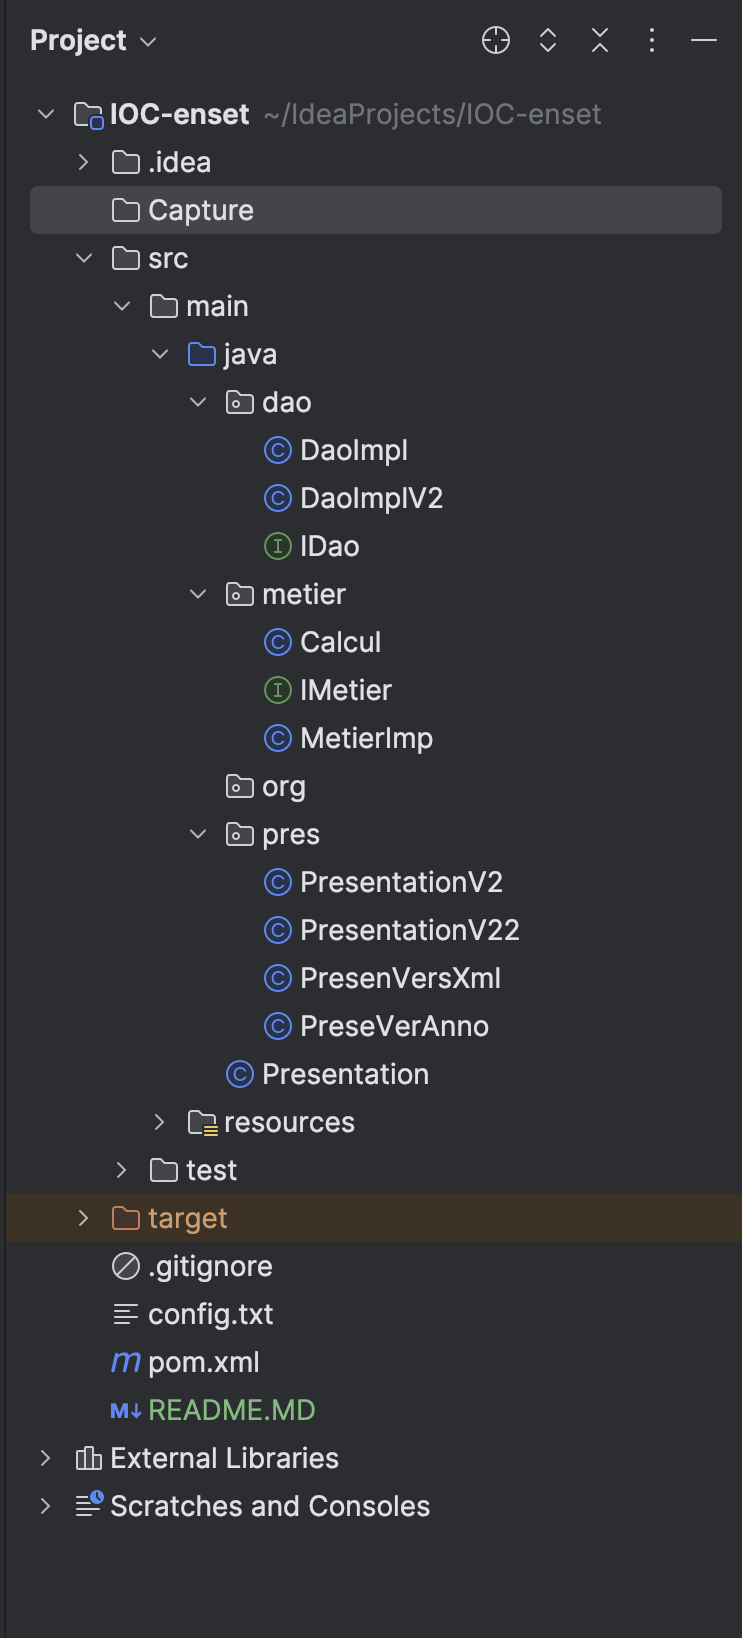 Project
IOC-enset ~/IdeaProjects/IOC-enset
.idea
Capture
src
main
java
dao
C DaoImpl
C DaoImplV2
I IDao
metier
C Calcul
I IMetier
C MetierImp
org
pres
C PresentationV2
C PresentationV22
C PresenVersXml
C PreseVerAnno
C Presentation
resources
test
target
.gitignore
config.txt
m pom.xml
M↓ README.MD
External Libraries
Scratches and Consoles